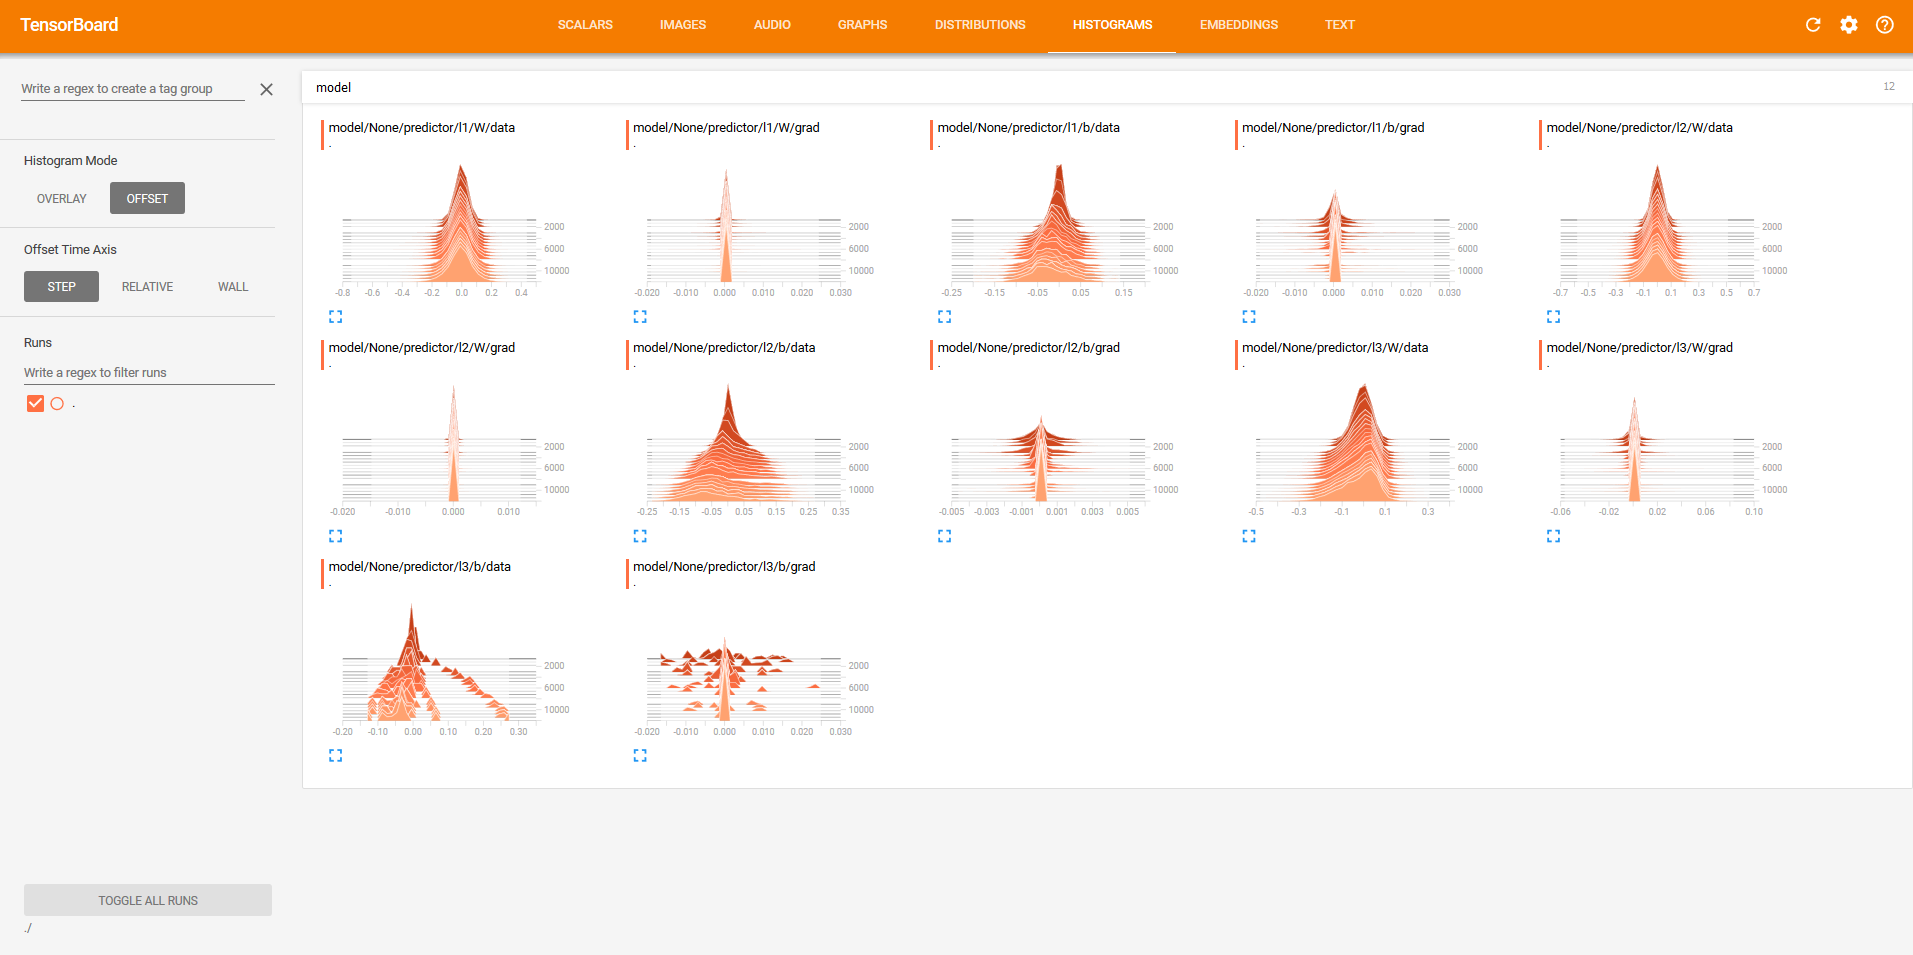 TensorBoard
SCALARS IMAGES AUDIO GRAPHS DISTRIBUTIONS HISTOGRAMS EMBEDDINGS TEXT
Write a regex to create a tag group
Histogram Mode
OVERLAY OFFSET
Offset Time Axis
STEP RELATIVE WALL
Runs
Write a regex to filter runs
.
TOGGLE ALL RUNS
./
model 12
model/None/predictor/l1/W/data
.
2000
6000
10000
-0.8 -0.6 -0.4 -0.2 0.0 0.2 0.4
model/None/predictor/l1/W/grad
.
2000
6000
10000
-0.020 -0.010 0.000 0.010 0.020 0.030
model/None/predictor/l1/b/data
.
2000
6000
10000
-0.25 -0.15 -0.05 0.05 0.15
model/None/predictor/l1/b/grad
.
2000
6000
10000
-0.020 -0.010 0.000 0.010 0.020 0.030
model/None/predictor/l2/W/data
.
2000
6000
10000
-0.7 -0.5 -0.3 -0.1 0.1 0.3 0.5 0.7
model/None/predictor/l2/W/grad
.
2000
6000
10000
-0.020 -0.010 0.000 0.010
model/None/predictor/l2/b/data
.
2000
6000
10000
-0.25 -0.15 -0.05 0.05 0.15 0.25 0.35
model/None/predictor/l2/b/grad
.
2000
6000
10000
-0.005 -0.003 -0.001 0.001 0.003 0.005
model/None/predictor/l3/W/data
.
2000
6000
10000
-0.5 -0.3 -0.1 0.1 0.3
model/None/predictor/l3/W/grad
.
2000
6000
10000
-0.06 -0.02 0.02 0.06 0.10
model/None/predictor/l3/b/data
.
2000
6000
10000
-0.20 -0.10 0.00 0.10 0.20 0.30
model/None/predictor/l3/b/grad
.
2000
6000
10000
-0.020 -0.010 0.000 0.010 0.020 0.030